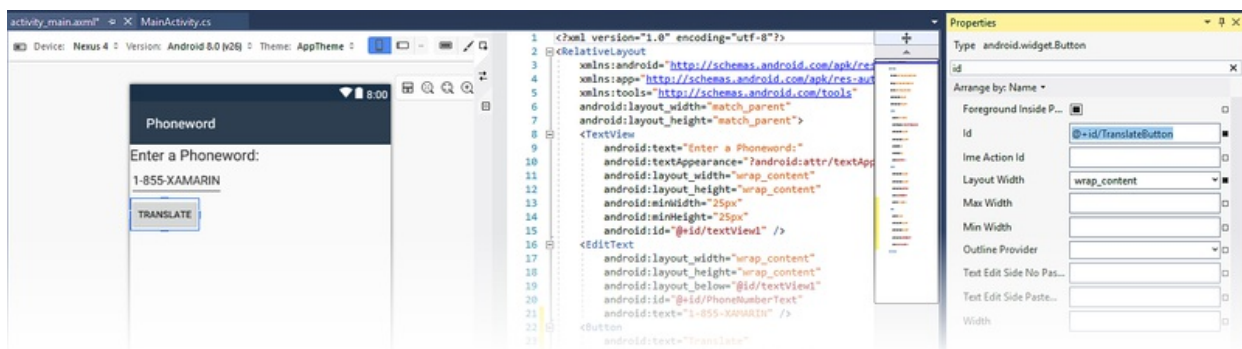 activity_main.axml* MainActivity.cs
Device: Nexus 4 Version: Android 8.0 (v26) Theme: AppTheme
8:00
Phoneword
Enter a Phoneword:
1-855-XAMARIN
TRANSLATE
1 <?xml version="1.0" encoding="utf-8"?>
2 <RelativeLayout
3 xmlns:android="http://schemas.android.com/apk/res
4 xmlns:app="http://schemas.android.com/apk/res-aut
5 xmlns:tools="http://schemas.android.com/tools"
6 android:layout_width="match_parent"
7 android:layout_height="match_parent">
8 <TextView
9 android:text="Enter a Phoneword:"
10 android:textAppearance="?android:attr/textApp
11 android:layout_width="wrap_content"
12 android:layout_height="wrap_content"
13 android:minWidth="25px"
14 android:minHeight="25px"
15 android:id="@+id/textView1" />
16 <EditText
17 android:layout_width="wrap_content"
18 android:layout_height="wrap_content"
19 android:layout_below="@id/textView1"
20 android:id="@+id/PhoneNumberText"
21 android:text="1-855-XAMARIN" />
22 <Button
23 android:text="Translate"
Properties
Type android.widget.Button
id
Arrange by: Name
Foreground Inside P...
Id @+id/TranslateButton
Ime Action Id
Layout Width wrap_content
Max Width
Min Width
Outline Provider
Text Edit Side No Pas...
Text Edit Side Paste...
Width